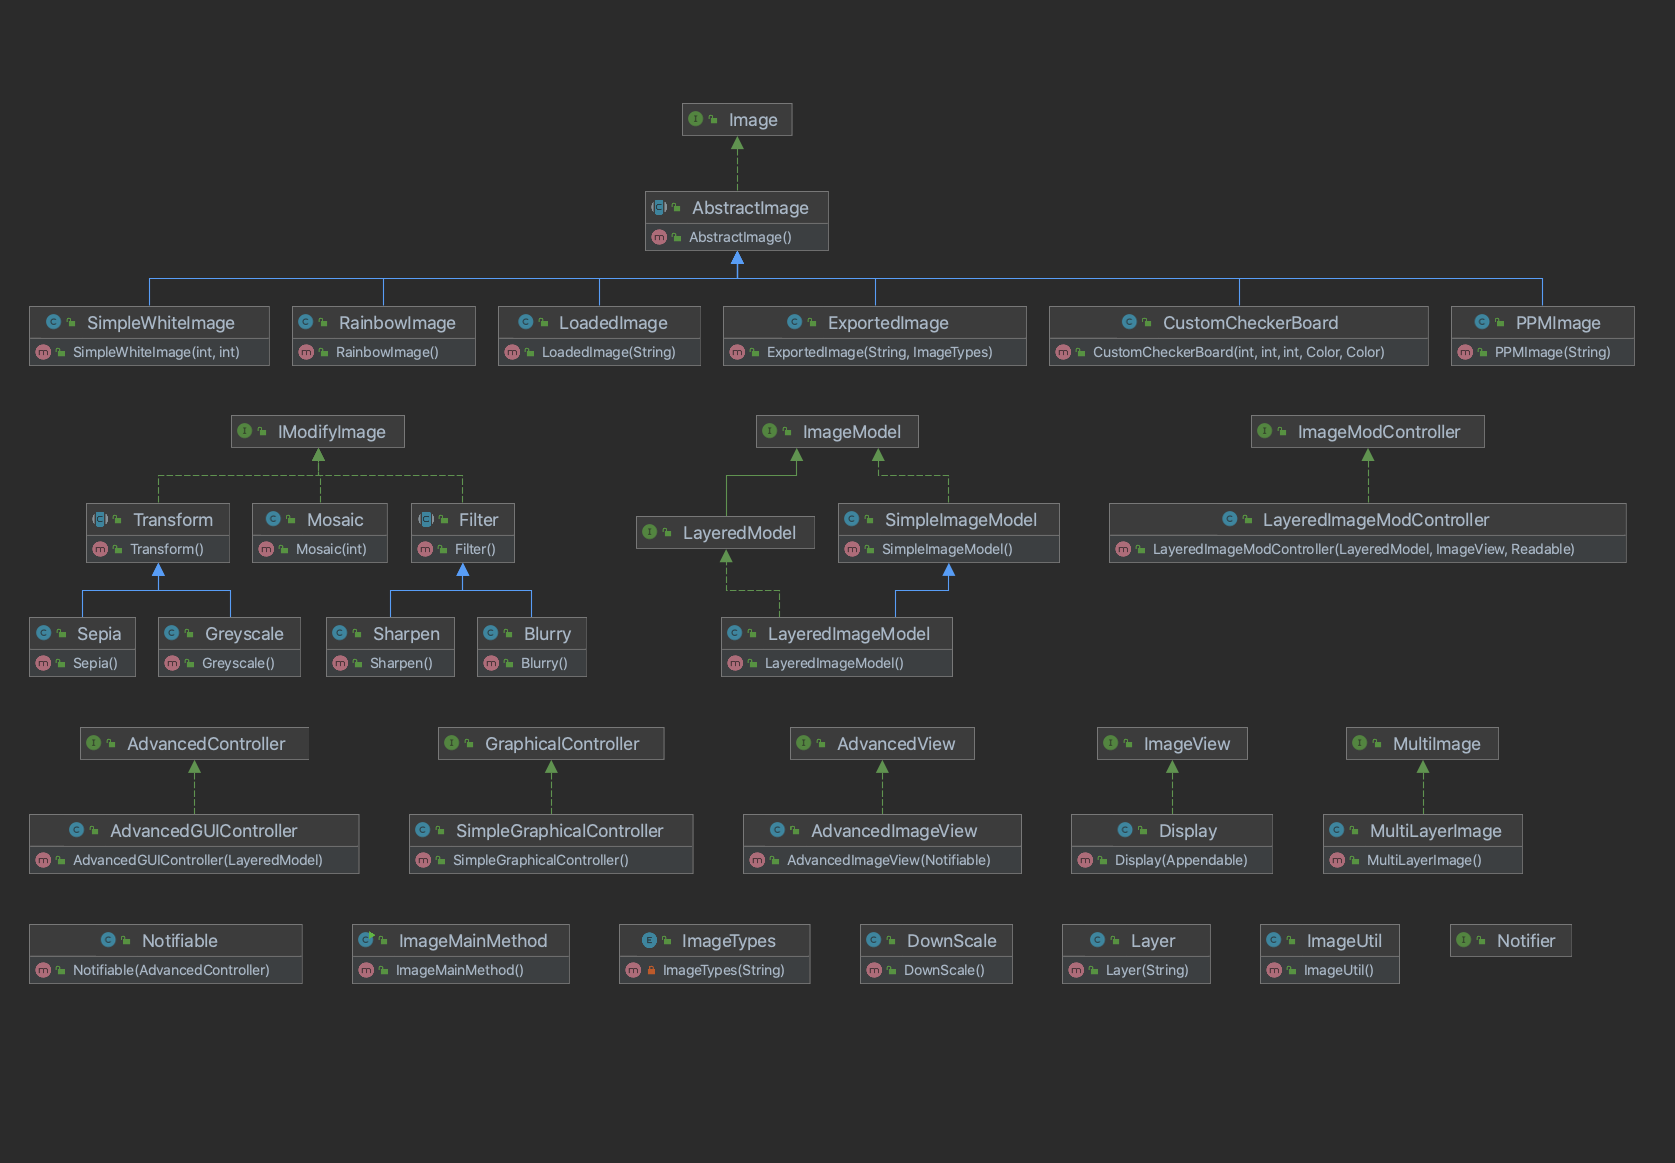 Image
AbstractImage
AbstractImage()
SimpleWhiteImage
SimpleWhiteImage(int, int)
RainbowImage
RainbowImage()
LoadedImage
LoadedImage(String)
ExportedImage
ExportedImage(String, ImageTypes)
CustomCheckerBoard
CustomCheckerBoard(int, int, int, Color, Color)
PPMImage
PPMImage(String)
IModifyImage
Transform
Transform()
Mosaic
Mosaic(int)
Filter
Filter()
Sepia
Sepia()
Greyscale
Greyscale()
Sharpen
Sharpen()
Blurry
Blurry()
ImageModel
LayeredModel
SimpleImageModel
SimpleImageModel()
LayeredImageModel
LayeredImageModel()
ImageModController
LayeredImageModController
LayeredImageModController(LayeredModel, ImageView, Readable)
AdvancedController
AdvancedGUIController
AdvancedGUIController(LayeredModel)
GraphicalController
SimpleGraphicalController
SimpleGraphicalController()
AdvancedView
AdvancedImageView
AdvancedImageView(Notifiable)
ImageView
Display
Display(Appendable)
MultiImage
MultiLayerImage
MultiLayerImage()
Notifiable
Notifiable(AdvancedController)
ImageMainMethod
ImageMainMethod()
ImageTypes
ImageTypes(String)
DownScale
DownScale()
Layer
Layer(String)
ImageUtil
ImageUtil()
Notifier